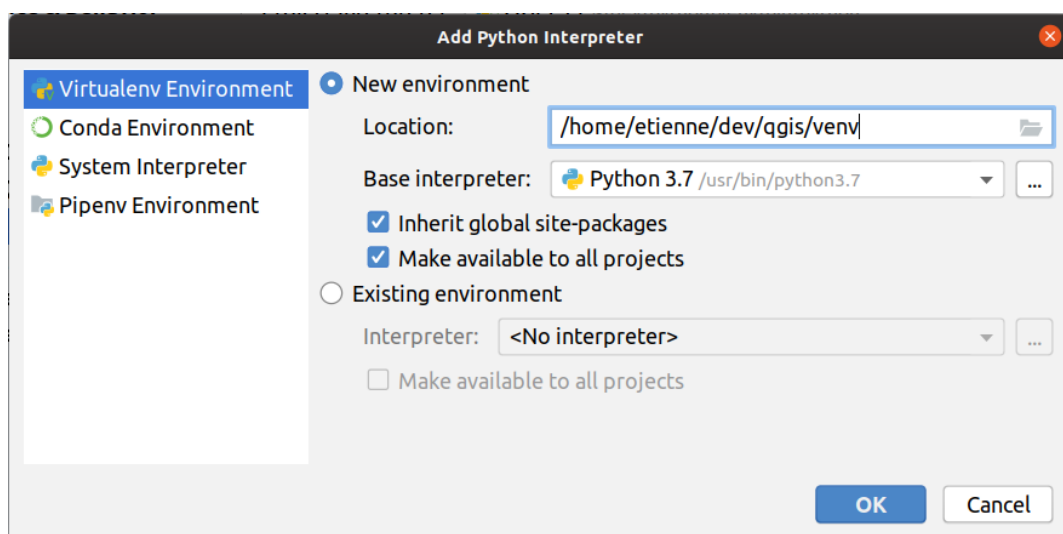 Add Python Interpreter
Virtualenv Environment
Conda Environment
System Interpreter
Pipenv Environment
New environment
Location: /home/etienne/dev/qgis/venv
Base interpreter: Python 3.7 /usr/bin/python3.7 ...
Inherit global site-packages
Make available to all projects
Existing environment
Interpreter: <No interpreter> ...
Make available to all projects
OK Cancel